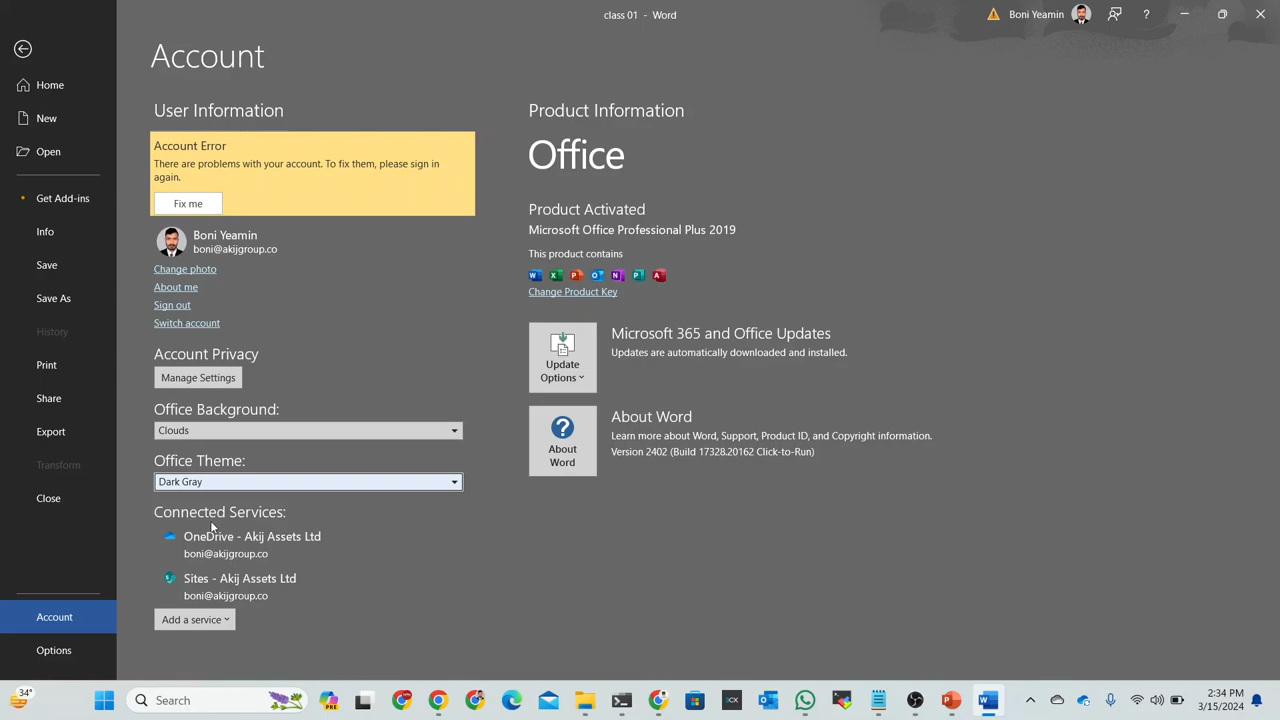 class 01 - Word
Boni Yeamin
?
Account
Home
New
Open
Get Add-ins
Info
Save
Save As
History
Print
Share
Export
Transform
Close
Account
Options
User Information
Account Error
There are problems with your account. To fix them, please sign in
again.
Fix me
Boni Yeamin
boni@akijgroup.co
Change photo
About me
Sign out
Switch account
Account Privacy
Manage Settings
Office Background:
Clouds
Office Theme:
Dark Gray
Connected Services:
OneDrive - Akij Assets Ltd
boni@akijgroup.co
Sites - Akij Assets Ltd
boni@akijgroup.co
Add a service
Product Information
Office
Product Activated
Microsoft Office Professional Plus 2019
This product contains
Change Product Key
Update
Options
Microsoft 365 and Office Updates
Updates are automatically downloaded and installed.
About
Word
About Word
Learn more about Word, Support, Product ID, and Copyright information.
Version 2402 (Build 17328.20162 Click-to-Run)
34°
Search
PRE
2:34 PM
3/15/2024